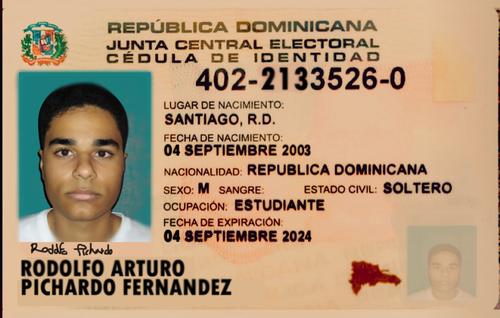 REPÚBLICA DOMINICANA
JUNTA CENTRAL ELECTORAL
CÉDULA DE IDENTIDAD
402-2133526-0
LUGAR DE NACIMIENTO:
SANTIAGO, R.D.
FECHA DE NACIMIENTO:
04 SEPTIEMBRE 2003
NACIONALIDAD: REPUBLICA DOMINICANA
SEXO: M SANGRE: ESTADO CIVIL: SOLTERO
OCUPACIÓN: ESTUDIANTE
FECHA DE EXPIRACIÓN:
04 SEPTIEMBRE 2024
Rodolfo Pichardo
RODOLFO ARTURO
PICHARDO FERNANDEZ